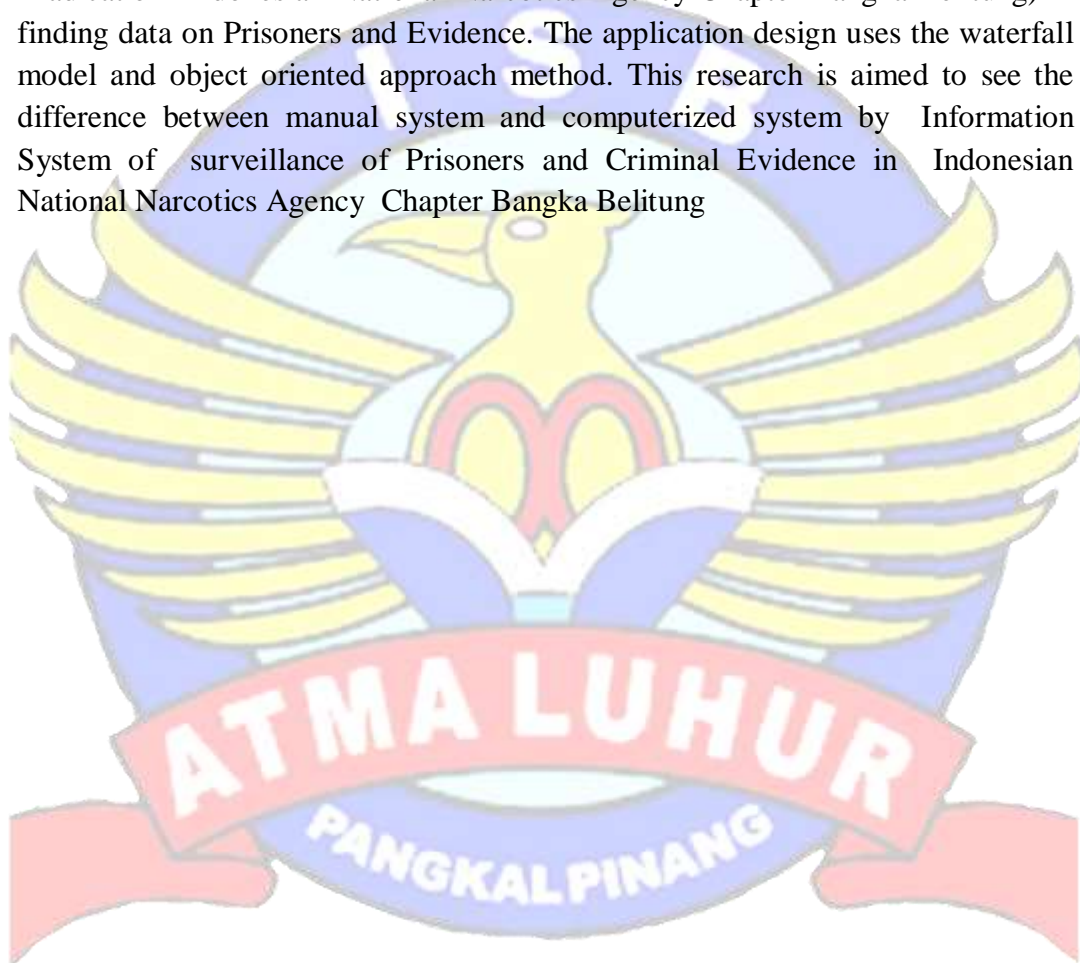 finding data on Prisoners and Evidence. The application design uses the waterfall
model and object oriented approach method. This research is aimed to see the
difference between manual system and computerized system by Information
System of surveillance of Prisoners and Criminal Evidence in Indonesian
National Narcotics Agency Chapter Bangka Belitung
I S B
ATMA LUHUR
PANGKALPINANG